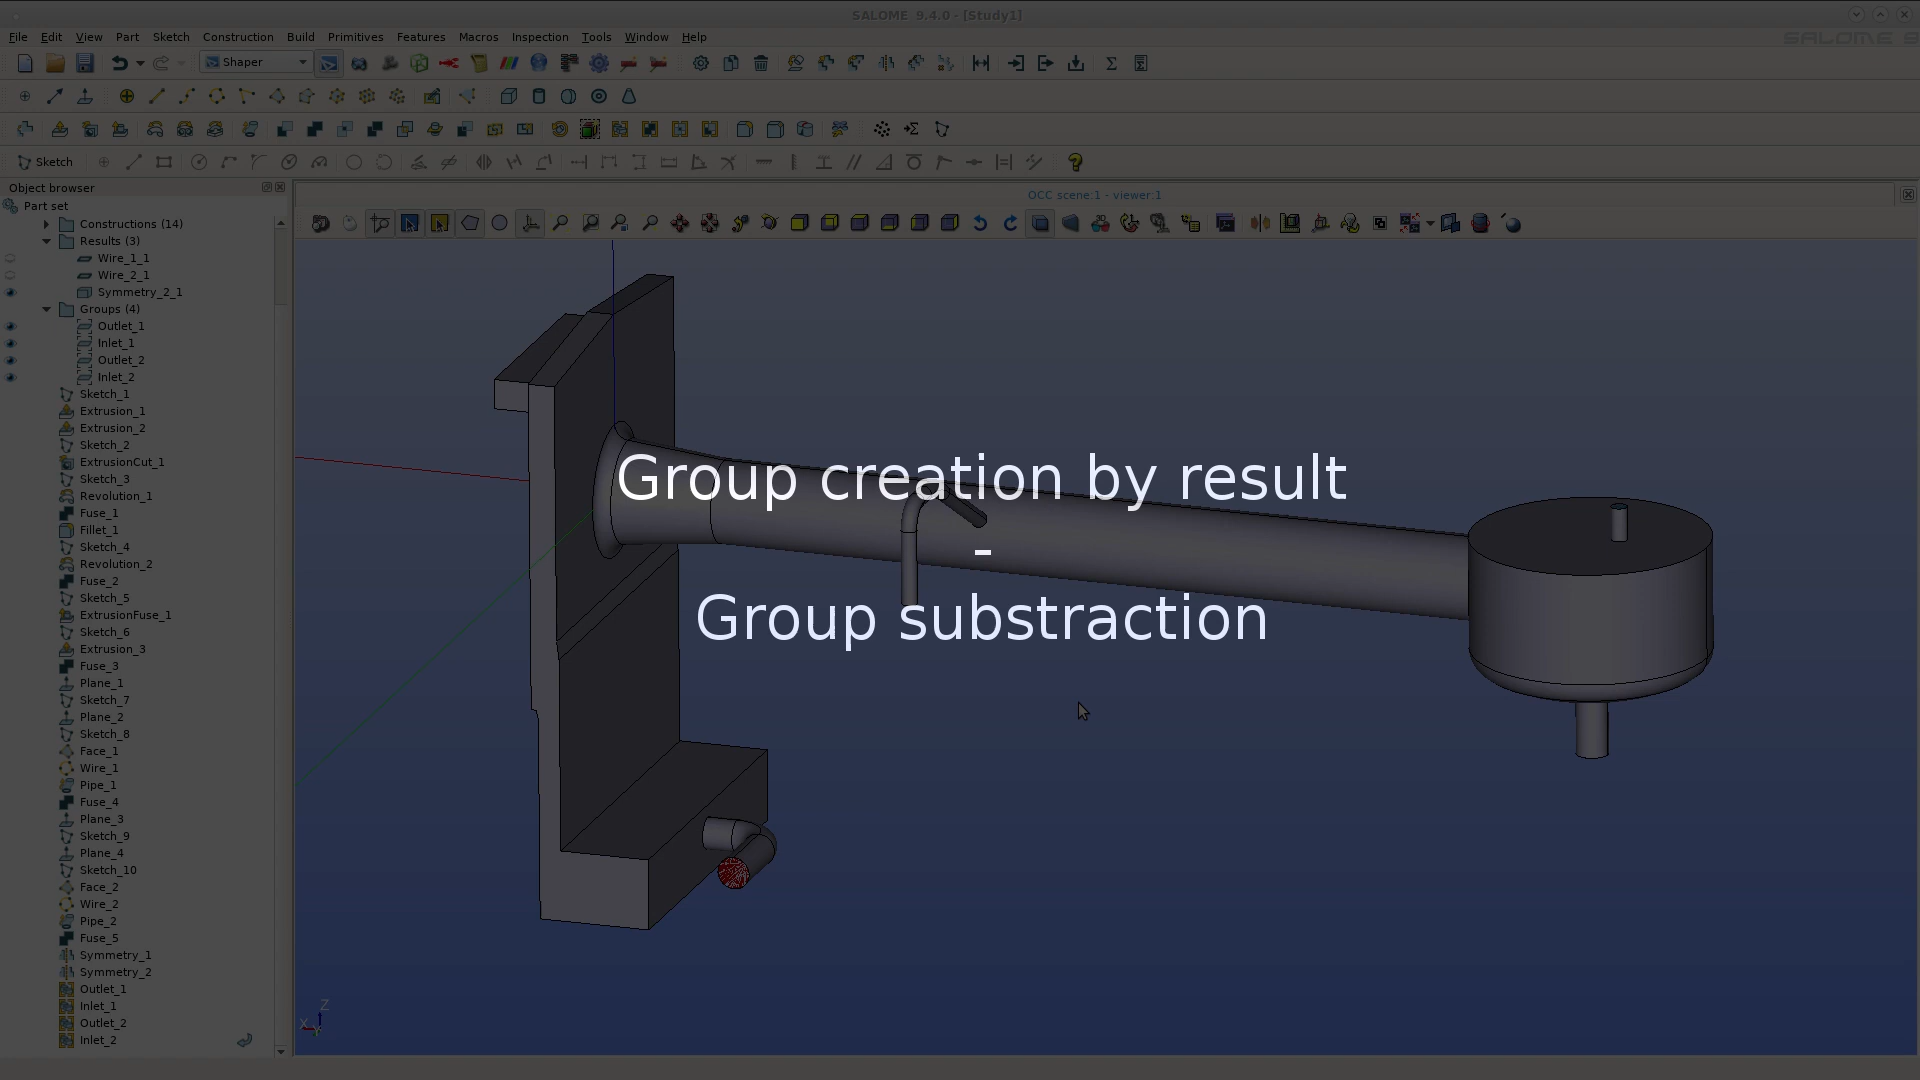 SALOME 9.4.0 - [Study1]
File Edit View Part Sketch Construction Build Primitives Features Macros Inspection Tools Window Help
SALOME 9
Shaper
Sketch
Object browser
OCC scene:1 - viewer:1
Part set
Constructions (14)
Results (3)
Wire_1_1
Wire_2_1
Symmetry_2_1
Groups (4)
Outlet_1
Inlet_1
Outlet_2
Inlet_2
Sketch_1
Extrusion_1
Extrusion_2
Sketch_2
ExtrusionCut_1
Sketch_3
Revolution_1
Fuse_1
Fillet_1
Sketch_4
Revolution_2
Fuse_2
Sketch_5
ExtrusionFuse_1
Sketch_6
Extrusion_3
Fuse_3
Plane_1
Sketch_7
Plane_2
Sketch_8
Face_1
Wire_1
Pipe_1
Fuse_4
Plane_3
Sketch_9
Plane_4
Sketch_10
Face_2
Wire_2
Pipe_2
Fuse_5
Symmetry_1
Symmetry_2
Outlet_1
Inlet_1
Outlet_2
Inlet_2
Group creation by result
-
Group substraction
Z
X
Y